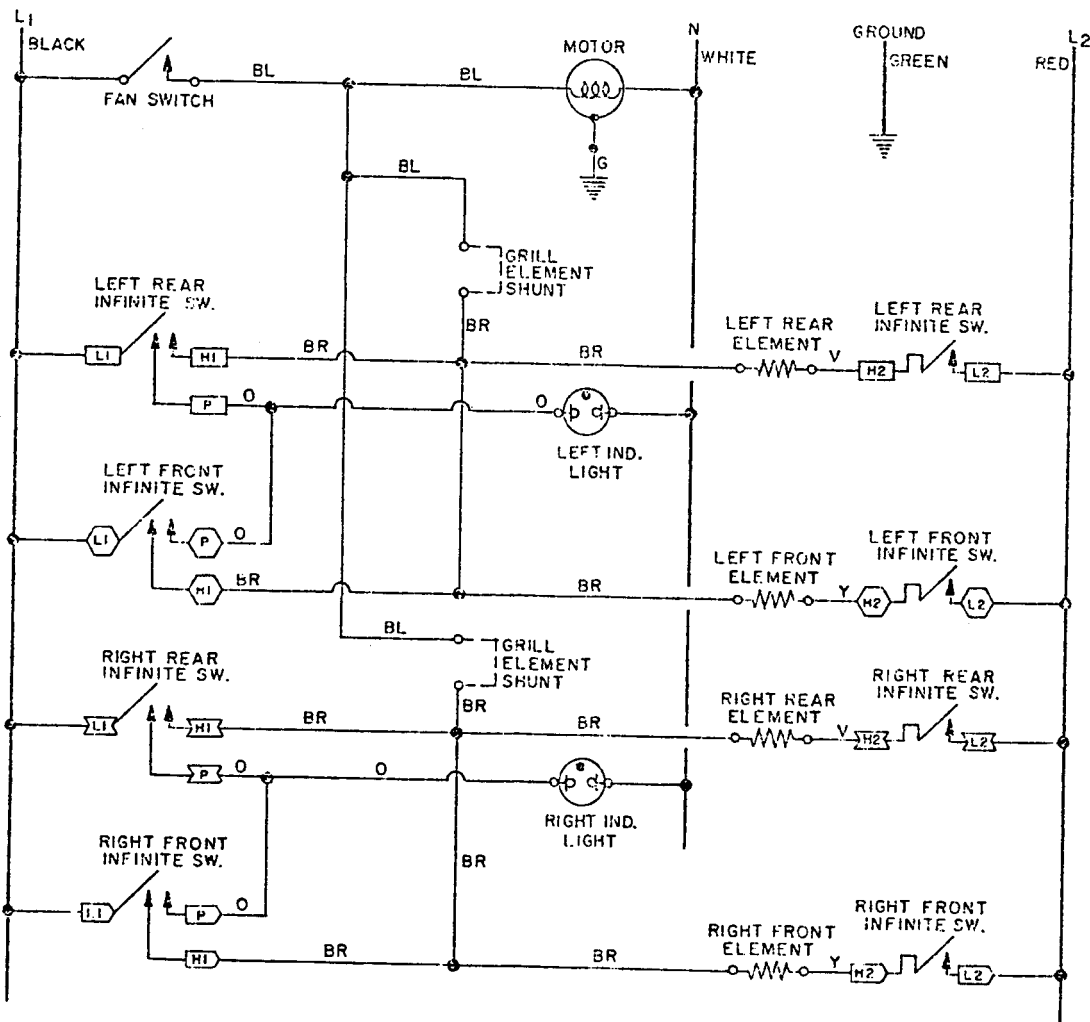 L1
BLACK
FAN SWITCH
BL
BL
MOTOR
G
N
WHITE
GROUND
GREEN
L2
RED
BL
GRILL
ELEMENT
SHUNT
LEFT REAR
INFINITE SW.
L1
H1
BR
BR
BR
LEFT REAR
ELEMENT
V
LEFT REAR
INFINITE SW.
H2
L2
P
O
O
LEFT IND.
LIGHT
LEFT FRONT
INFINITE SW.
L1
P
O
H1
BR
BR
LEFT FRONT
ELEMENT
Y
LEFT FRONT
INFINITE SW.
H2
L2
BL
GRILL
ELEMENT
SHUNT
RIGHT REAR
INFINITE SW.
L1
H1
BR
BR
BR
RIGHT REAR
ELEMENT
V
RIGHT REAR
INFINITE SW.
H2
L2
P
O
O
RIGHT IND.
LIGHT
RIGHT FRONT
INFINITE SW.
BR
L1
P
O
H1
BR
BR
RIGHT FRONT
ELEMENT
Y
RIGHT FRONT
INFINITE SW.
H2
L2